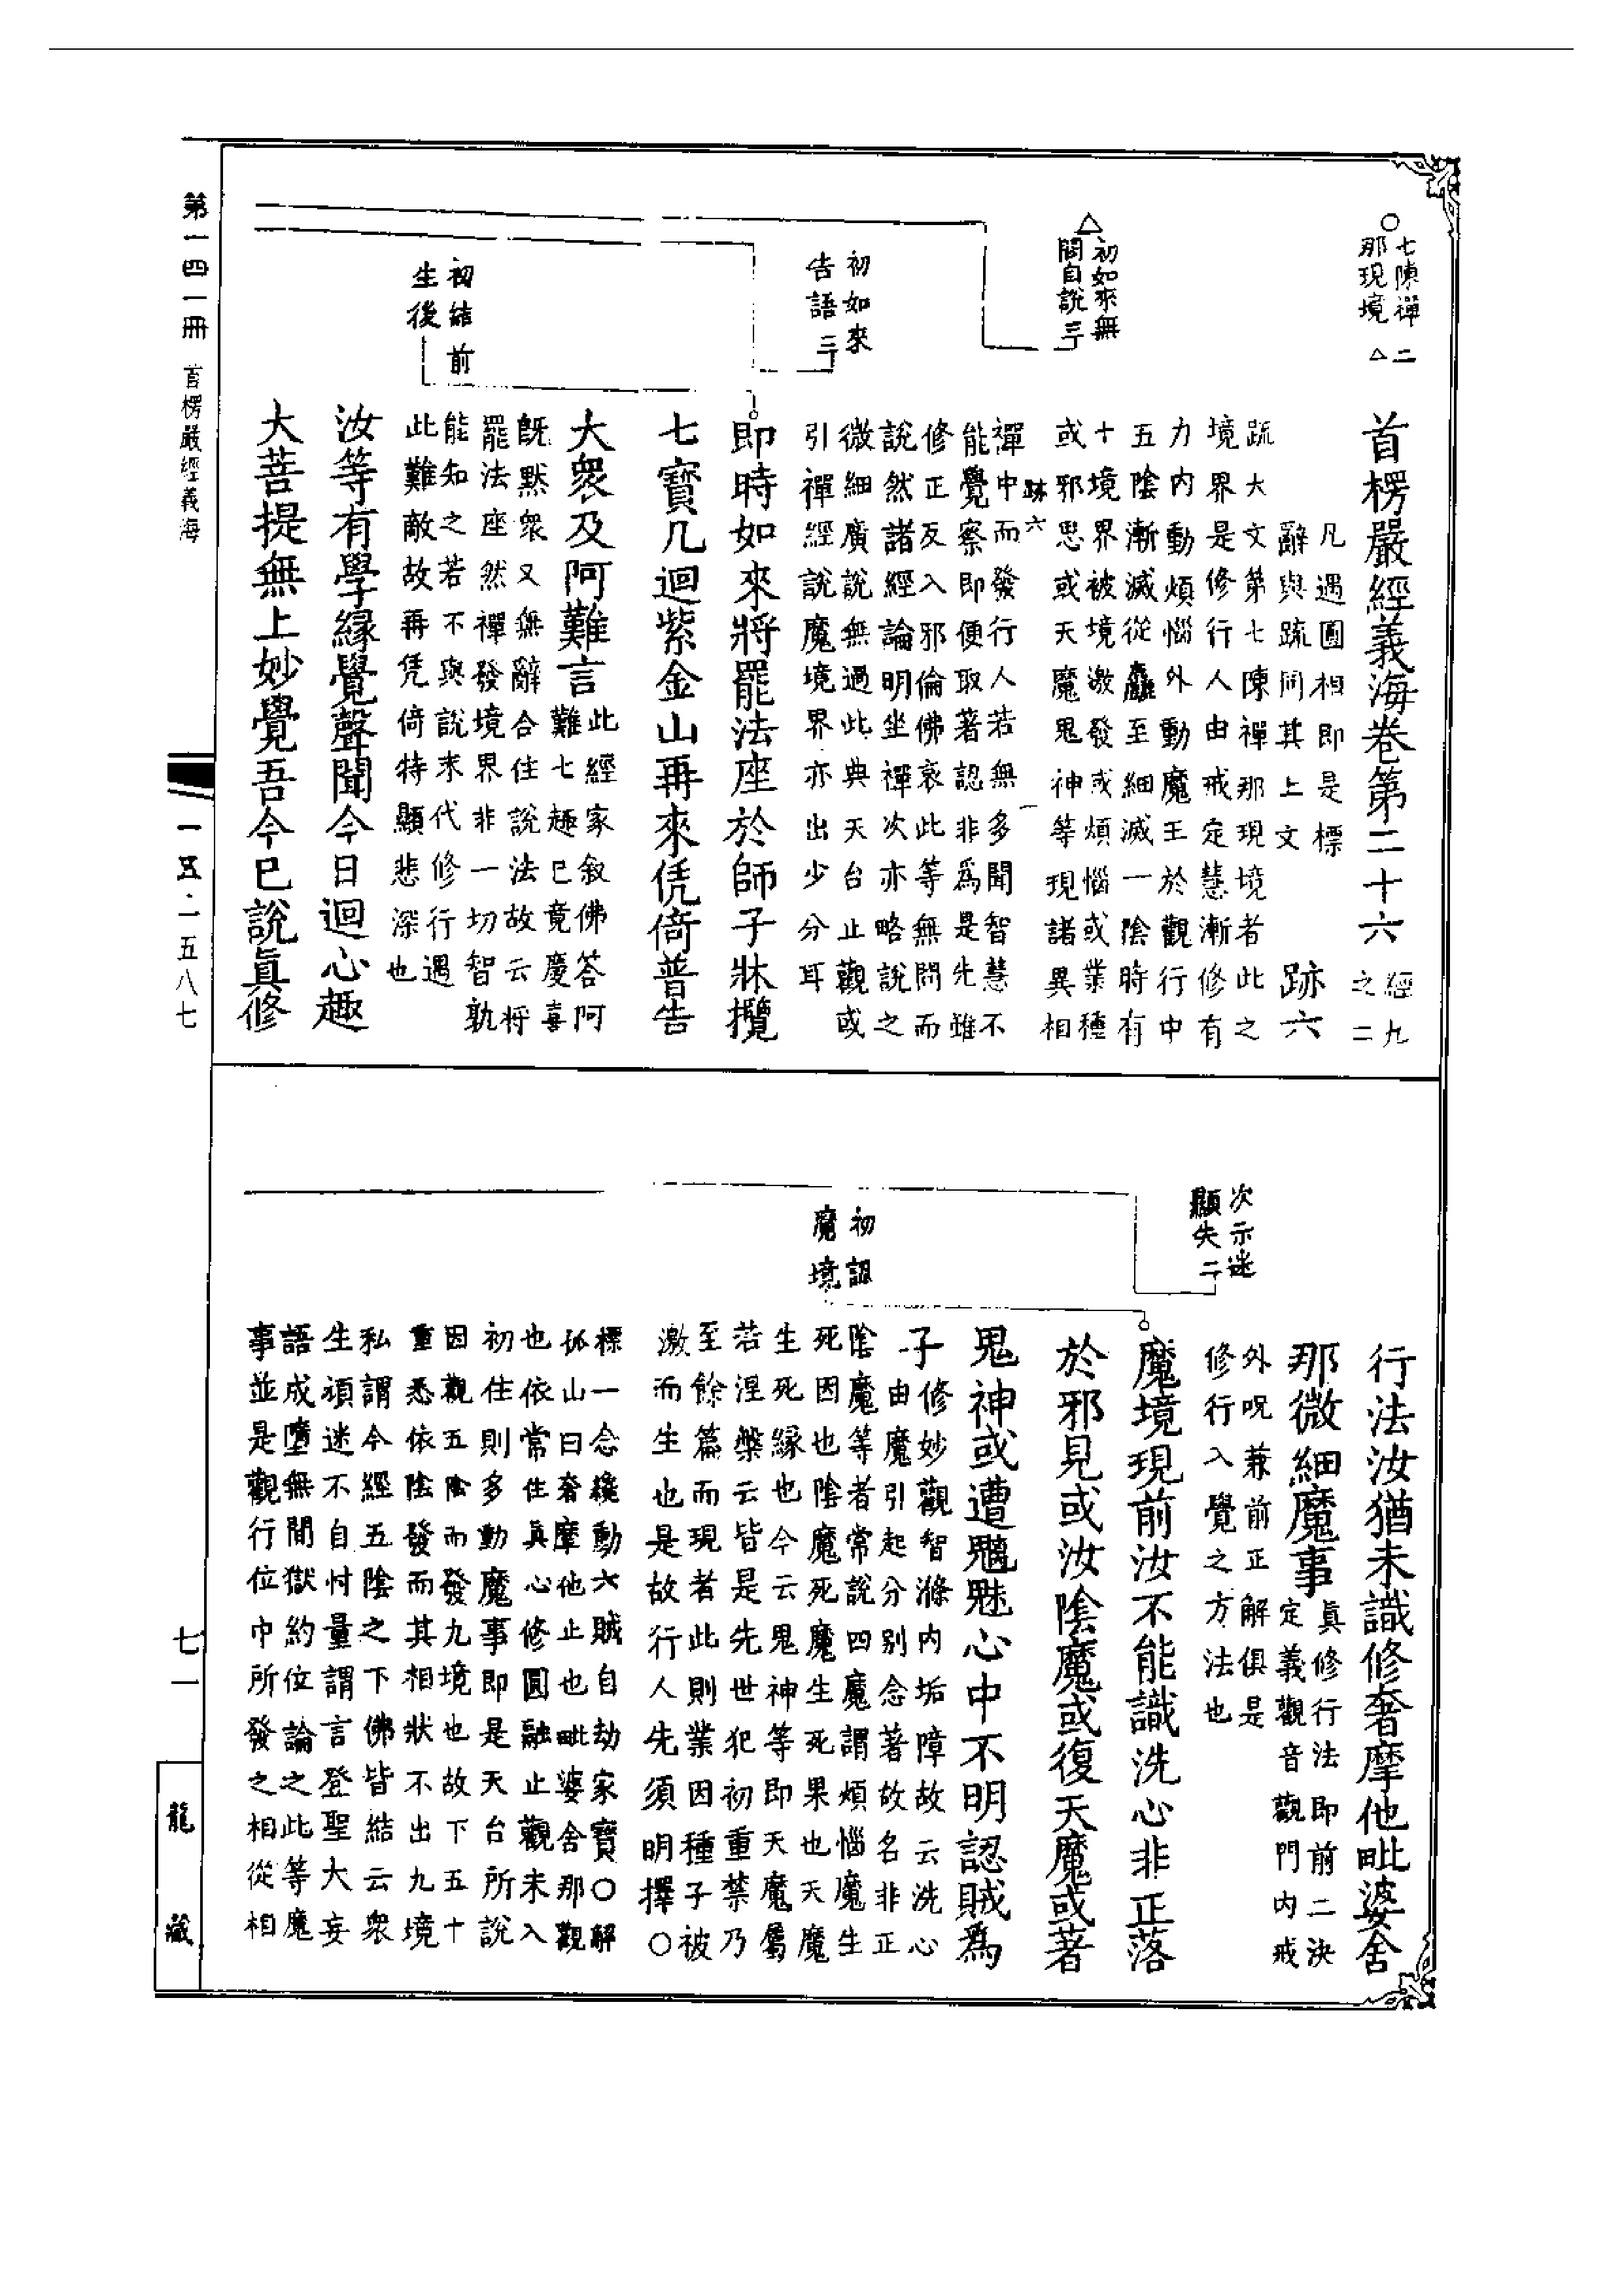 七陳禪二
那現境△
首楞嚴經義海卷第二十六
經九
之二
凡遇圓相即是標
辭與疏同其上文
跡六
疏大文第七陳禪那現境者此之
境界是修行人由戒定慧漸修有
力內動煩惱外動魔王於觀行中
五陰漸滅從麤至細滅一陰時有
十境界被境激發或煩惱或業種
或邪思或天魔鬼神等現諸異相
跡六
一
禪中而發行人若無多聞智慧不
能覺察即便取著認非為是先雖
修正反入邪倫佛哀此等無問而
說然諸經論明坐禪次亦略說之
微細廣說無過此典天台止觀或
引禪經說魔境界亦出少分耳
△初如來無
問自說三
初如來
告語三
初結前
生後
即時如來將罷法座於師子牀攬
七寶几迴紫金山再來凭倚普告
大眾及阿難言
此經家敘佛答阿
難七趣已竟慶喜
既默眾又無辭合住說法故云將
罷法座然禪發境界非一切智孰
能知之若不與說末代修行遇
此難敵故再凭倚特顯悲深也
汝等有學緣覺聲聞今日迴心趣
大菩提無上妙覺吾今已說真修
行法汝猶未識修奢摩他毗婆舍
那微細魔事
真修行法即前二決
定義觀音觀門內戒
外呪兼前正解俱是
修行入覺之方法也
次示迷
顯失二
初認
魔境
魔境現前汝不能識洗心非正落
於邪見或汝陰魔或復天魔或著
鬼神或遭魑魅心中不明認賊為
子
修妙觀智滌內垢障故云洗心
由魔引起分別念著故名非正
陰魔等者常說四魔謂煩惱魔生
死因也陰魔死魔生死果也天魔
生死緣也今云鬼神等即天魔屬
若涅槃云皆是先世犯初重禁乃
至餘篇而現者此則業因種子被
激而生也是故行人先須明擇○
標一念纔動六賊自劫家寶○解
孤山曰奢摩他止也毗婆舍那觀
也依常住真心修圓融止觀未入
初住則多動魔事即是天台所說
因觀五陰而發九境也故下五十
重悉依陰發而其相狀不出九境
私謂今經五陰之下佛皆結云眾
生頑迷不自忖量謂言登聖大妄
語成墮無間獄約位論之此等魔
事並是觀行位中所發之相從相
第一四一冊 首楞嚴經義海
一五·一五八七
七一
龍藏